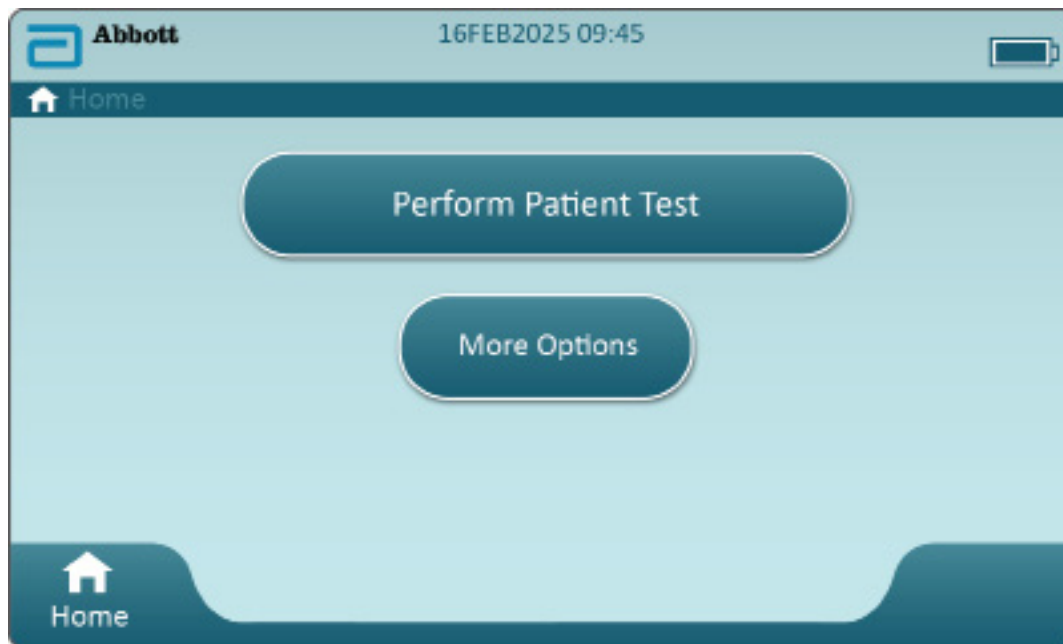 Abbott
16FEB2025 09:45
Home
Perform Patient Test
More Options
Home